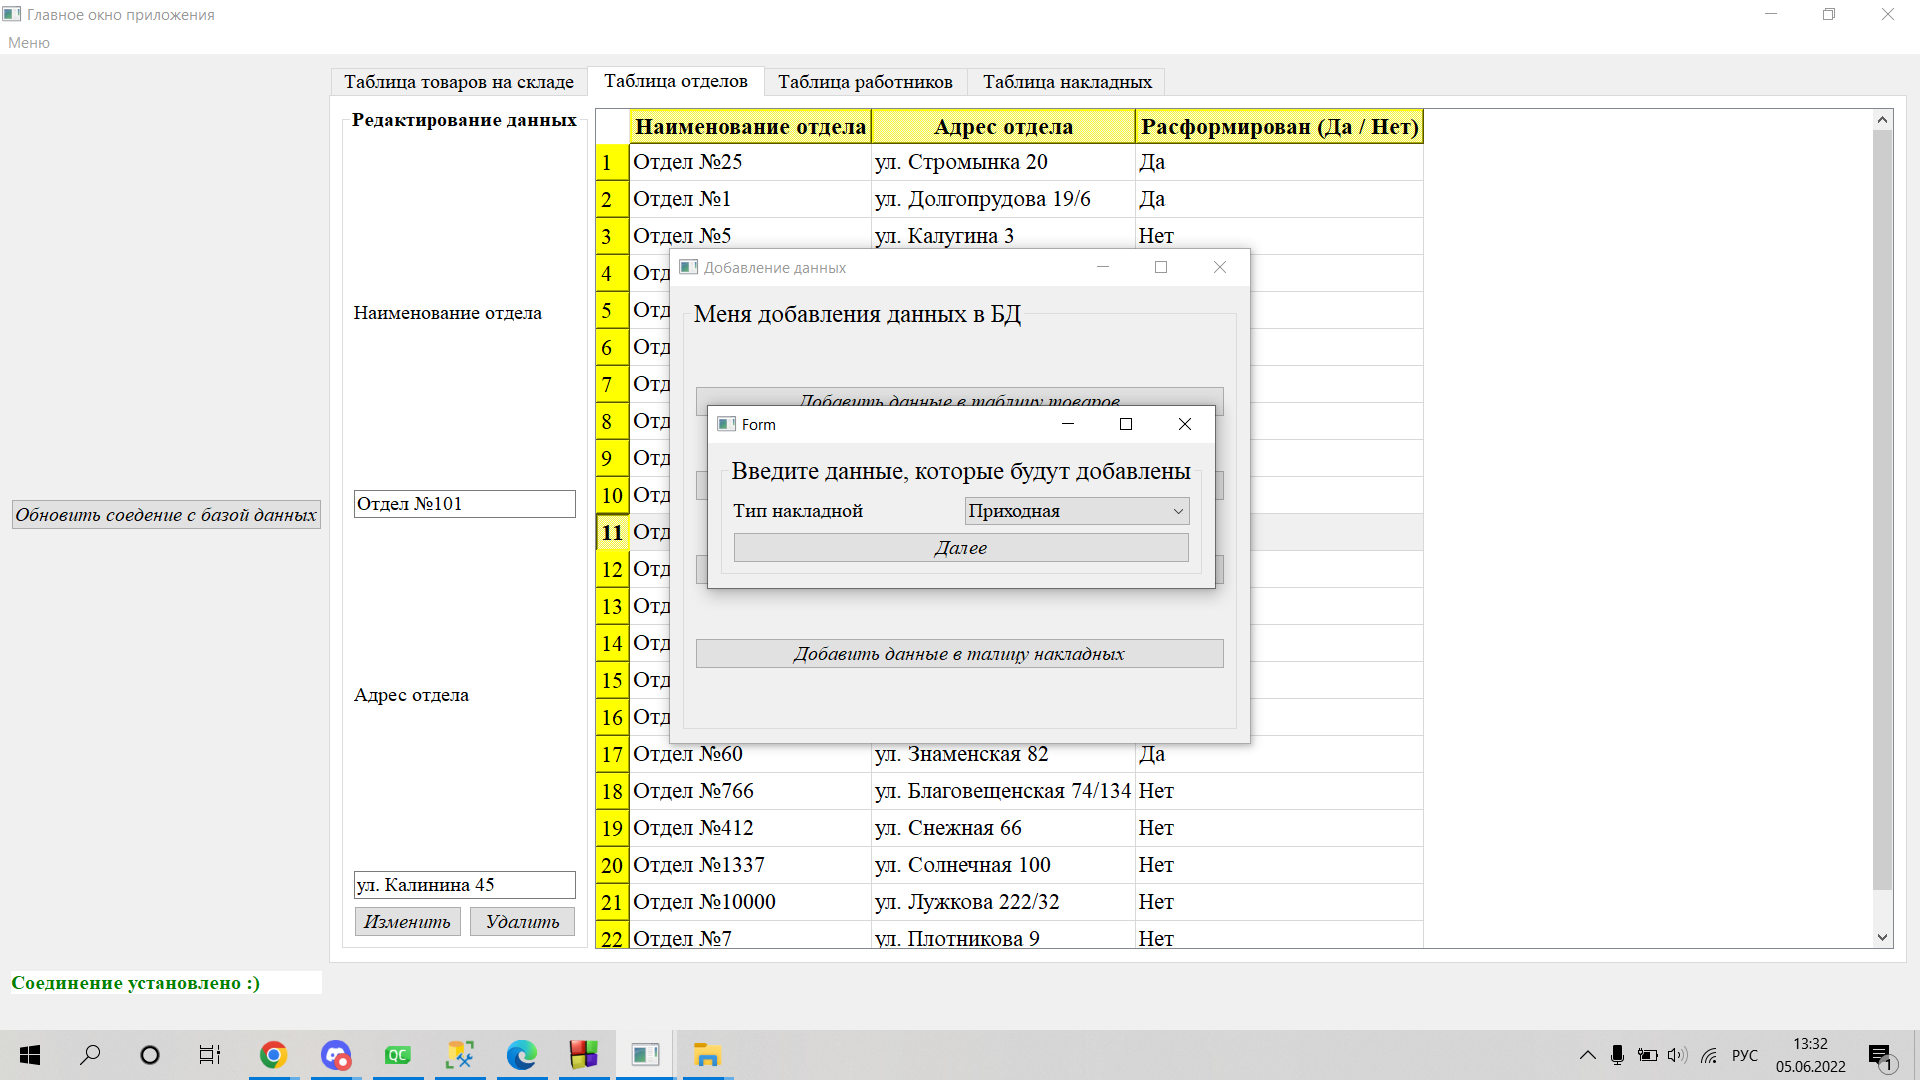 Главное окно приложения
Меню
Таблица товаров на складе Таблица отделов Таблица работников Таблица накладных
Редактирование данных
Наименование отдела
Отдел №101
Адрес отдела
ул. Калинина 45
Изменить Удалить
Обновить соедение с базой данных
Соединение установлено :)
Наименование отдела Адрес отдела Расформирован (Да / Нет)
1 Отдел №25 ул. Стромынка 20 Да
2 Отдел №1 ул. Долгопрудова 19/6 Да
3 Отдел №5 ул. Калугина 3 Нет
4 Отд
5 Отд
6 Отд
7 Отд
8 Отд
9 Отд
10 Отд
11 Отд
12 Отд
13 Отд
14 Отд
15 Отд
16 Отд
17 Отдел №60 ул. Знаменская 82 Да
18 Отдел №766 ул. Благовещенская 74/134 Нет
19 Отдел №412 ул. Снежная 66 Нет
20 Отдел №1337 ул. Солнечная 100 Нет
21 Отдел №10000 ул. Лужкова 222/32 Нет
22 Отдел №7 ул. Плотникова 9 Нет
Добавление данных
Меня добавления данных в БД
Добавить данные в таблицу товаров
Form
Введите данные, которые будут добавлены
Тип накладной Приходная
Далее
Добавить данные в талицу накладных
QC
РУС
13:32
05.06.2022
1